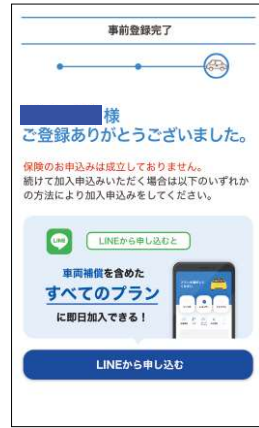 事前登録完了
様
ご登録ありがとうございました。
保険のお申込みは成立しておりません。
続けて加入申込みいただく場合は以下のいずれか
の方法により加入申込みをしてください。
LINE
LINEから申し込むと
車両補償を含めた
すべてのプラン
に即日加入できる！
LINEから申し込む